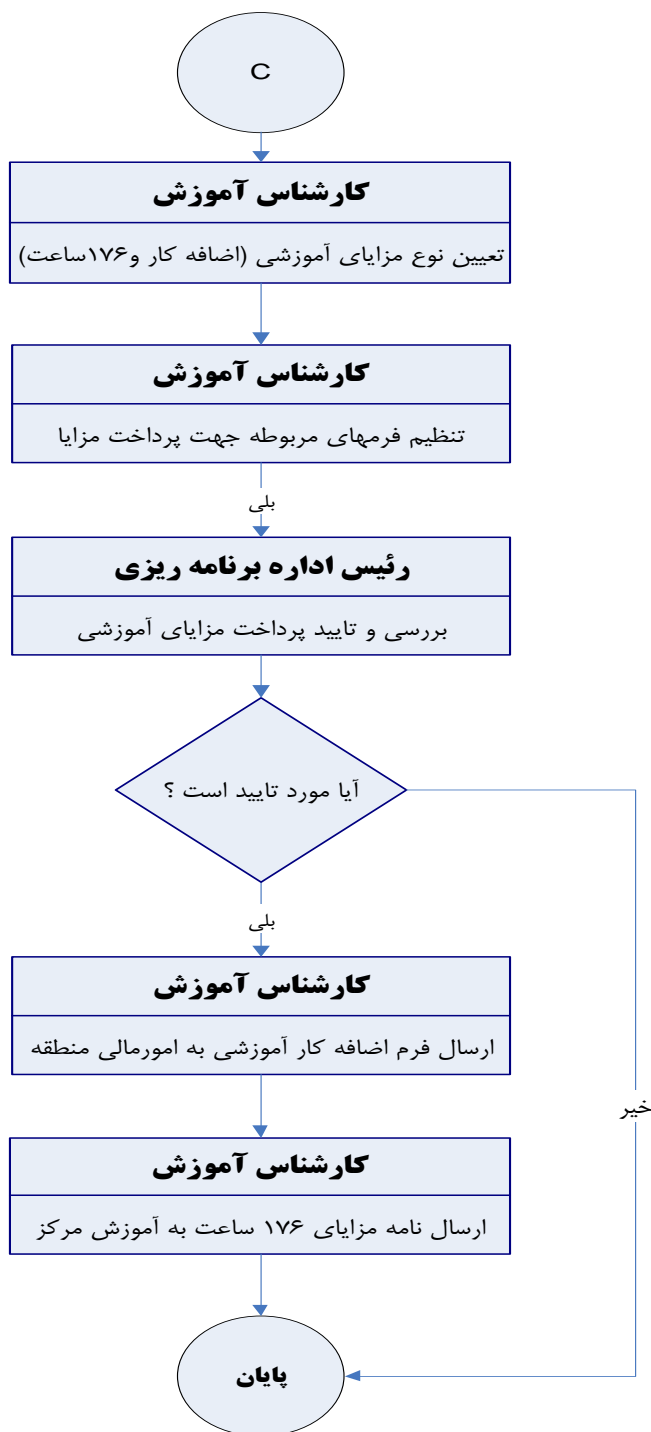 C
کارشناس آموزش
تعیین نوع مزایای آموزشی (اضافه کار و۱۷۶ساعت)
کارشناس آموزش
تنظیم فرمهای مربوطه جهت پرداخت مزایا
بلی
رئیس اداره برنامه ریزی
بررسی و تایید پرداخت مزایای آموزشی
آیا مورد تایید است ؟
بلی
کارشناس آموزش
ارسال فرم اضافه کار آموزشی به امورمالی منطقه
خیر
کارشناس آموزش
ارسال نامه مزایای ۱۷۶ ساعت به آموزش مرکز
پایان